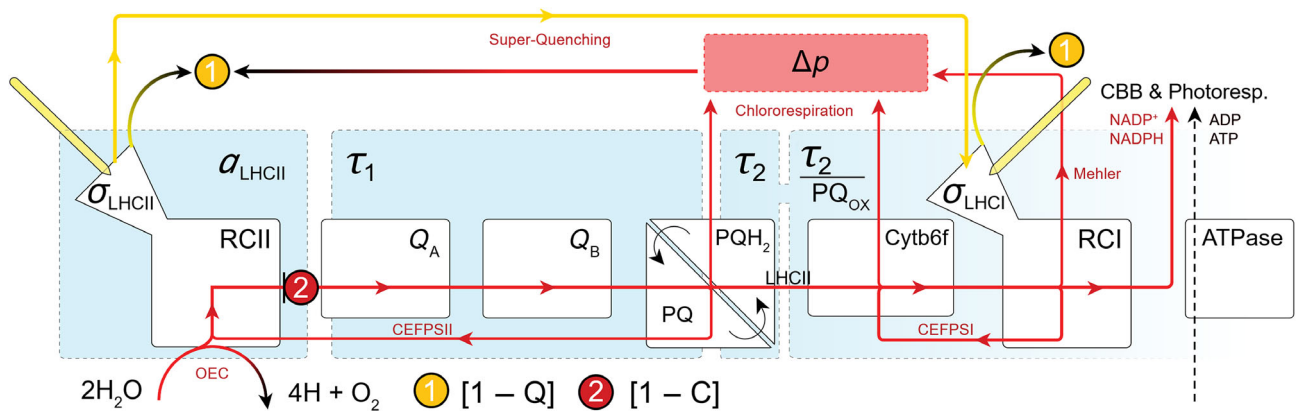 Super-Quenching
1
Δp
1
CBB & Photoresp.
Chlororespiration
NADP⁺
NADPH
ADP
ATP
σLHCII
aLHCII
τ1
τ2
τ2
PQOX
σLHCI
Mehler
RCII
QA
QB
PQH2
PQ
LHCII
Cytb6f
RCI
ATPase
2
CEFPSII
CEFPSI
OEC
2H2O
4H + O2
1 [1 – Q]
2 [1 – C]